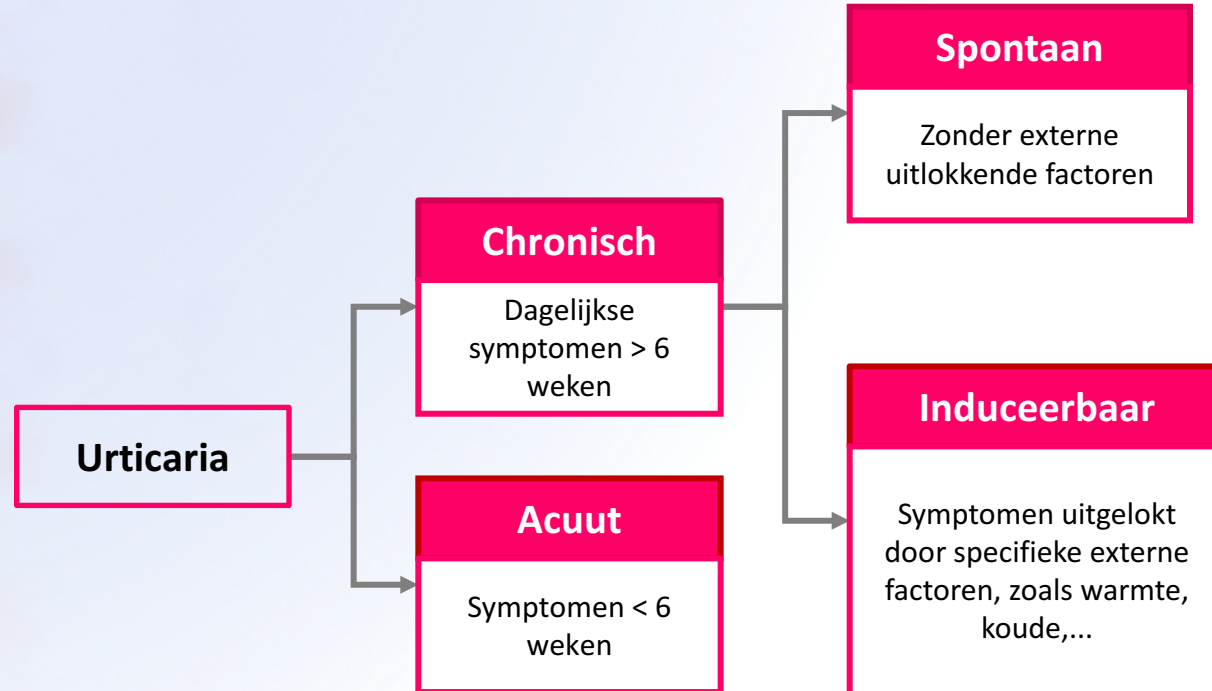 Urticaria
Chronisch
Dagelijkse
symptomen > 6
weken
Acuut
Symptomen < 6
weken
Spontaan
Zonder externe
uitlokkende factoren
Induceerbaar
Symptomen uitgelokt
door specifieke externe
factoren, zoals warmte,
koude,...